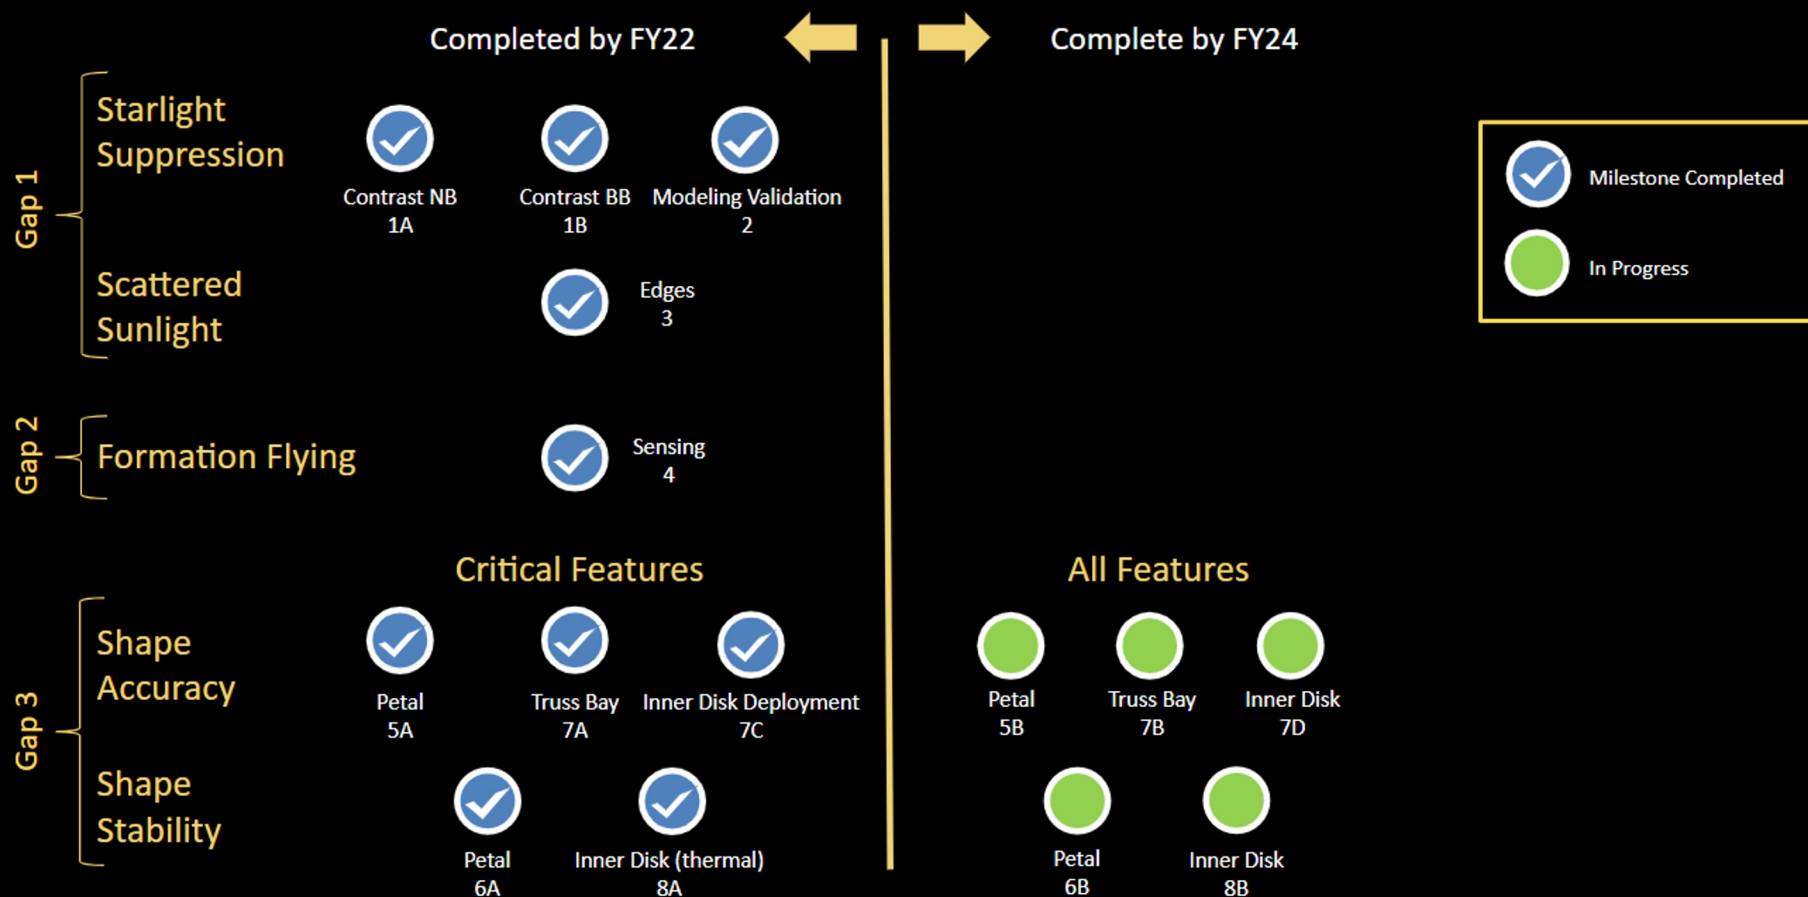 Completed by FY22
Complete by FY24
Gap 1
Starlight
Suppression
Contrast NB
1A
Contrast BB
1B
Modeling Validation
2
Scattered
Sunlight
Edges
3
Milestone Completed
In Progress
Gap 2
Formation Flying
Sensing
4
Critical Features
All Features
Gap 3
Shape
Accuracy
Petal
5A
Truss Bay
7A
Inner Disk Deployment
7C
Petal
5B
Truss Bay
7B
Inner Disk
7D
Shape
Stability
Petal
6A
Inner Disk (thermal)
8A
Petal
6B
Inner Disk
8B